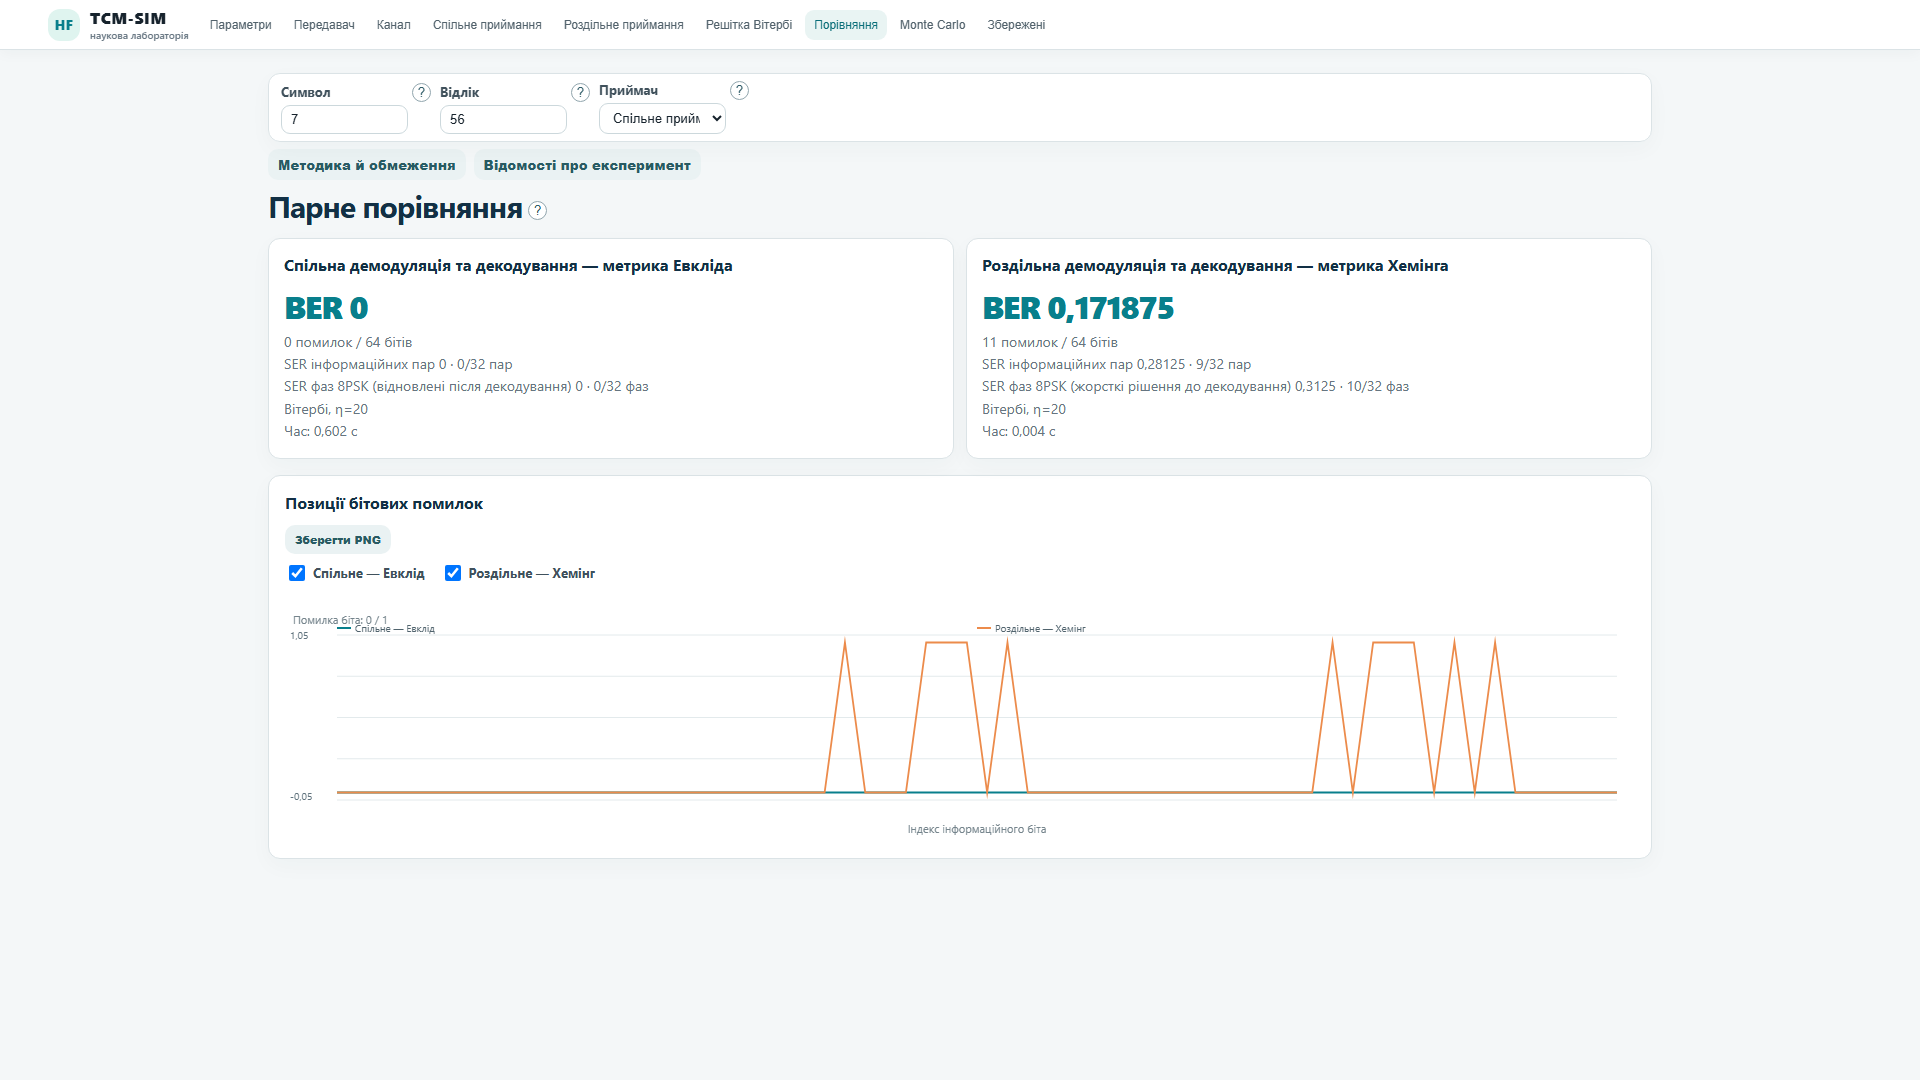 HF
TCM-SIM
наукова лабораторія
Параметри
Передавач
Канал
Спільне приймання
Роздільне приймання
Решітка Вітербі
Порівняння
Monte Carlo
Збережені
Символ
?
Відлік
?
Приймач
?
7
56
Спільне прийм
Методика й обмеження
Відомості про експеримент
Парне порівняння ?
Спільна демодуляція та декодування — метрика Евкліда
BER 0
0 помилок / 64 бітів
SER інформаційних пар 0 · 0/32 пар
SER фаз 8PSK (відновлені після декодування) 0 · 0/32 фаз
Вітербі, η=20
Час: 0,602 с
Роздільна демодуляція та декодування — метрика Хемінга
BER 0,171875
11 помилок / 64 бітів
SER інформаційних пар 0,28125 · 9/32 пар
SER фаз 8PSK (жорсткі рішення до декодування) 0,3125 · 10/32 фаз
Вітербі, η=20
Час: 0,004 с
Позиції бітових помилок
Зберегти PNG
Спільне — Евклід
Роздільне — Хемінг
Помилка біта: 0 / 1
Спільне — Евклід
Роздільне — Хемінг
1,05
-0,05
Індекс інформаційного біта